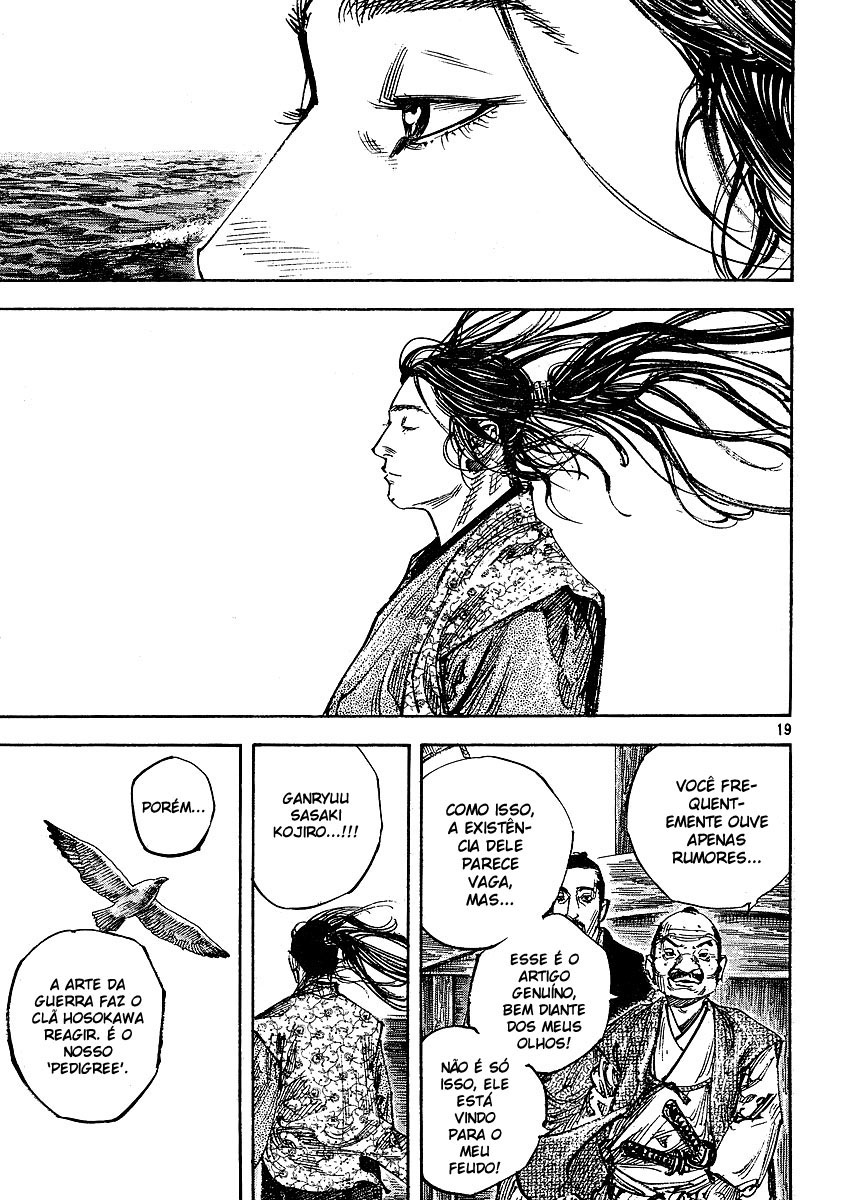 19
VOCÊ FRE-
QUENT-
EMENTE OUVE
APENAS
RUMORES...
COMO ISSO,
A EXISTÊN-
CIA DELE
PARECE
VAGA,
MAS...
ESSE É O
ARTIGO
GENUÍNO,
BEM DIANTE
DOS MEUS
OLHOS!
NÃO É SÓ
ISSO, ELE
ESTÁ
VINDO
PARA O
MEU
FEUDO!
GANRYUU
SASAKI
KOJIRO...!!!
PORÉM...
A ARTE DA
GUERRA FAZ O
CLÃ HOSOKAWA
REAGIR. É O
NOSSO
'PEDIGREE'.